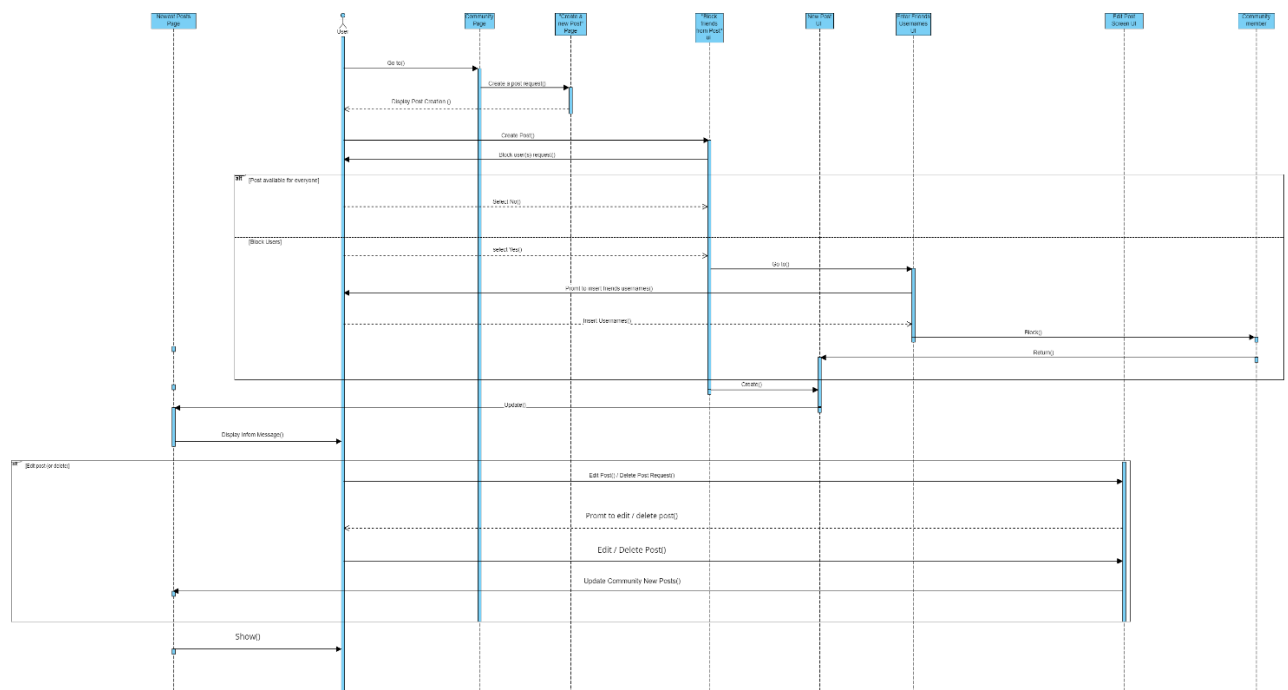 Newest Posts
Page
User
Community
Page
"Create a
new Post"
Page
"Block
friends
from Post"
ui
New Post
UI
Enter Friends
Usernames
UI
Edit Post
Screen UI
Community
member
Go to()
Create a post request()
Display Post Creation ()
Create Post()
Block user(s) request()
alt
[Post available for everyone]
Select No()
[Block Users]
select Yes()
Go to()
Promt to insert friends usernames()
Insert Usernames()
Block()
Return()
Create()
Update()
Display Inform Message()
alt
[Edit post (or delete)]
Edit Post() / Delete Post Request()
Promt to edit / delete post()
Edit / Delete Post()
Update Community New Posts()
Show()